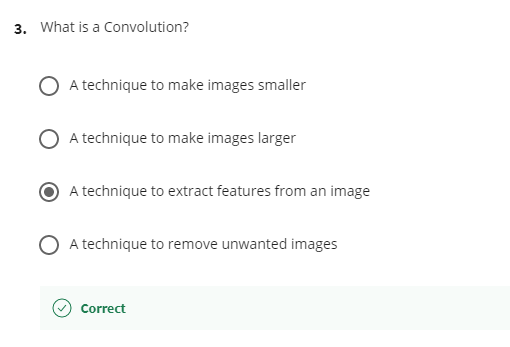 3. What is a Convolution?
A technique to make images smaller
A technique to make images larger
A technique to extract features from an image
A technique to remove unwanted images
Correct